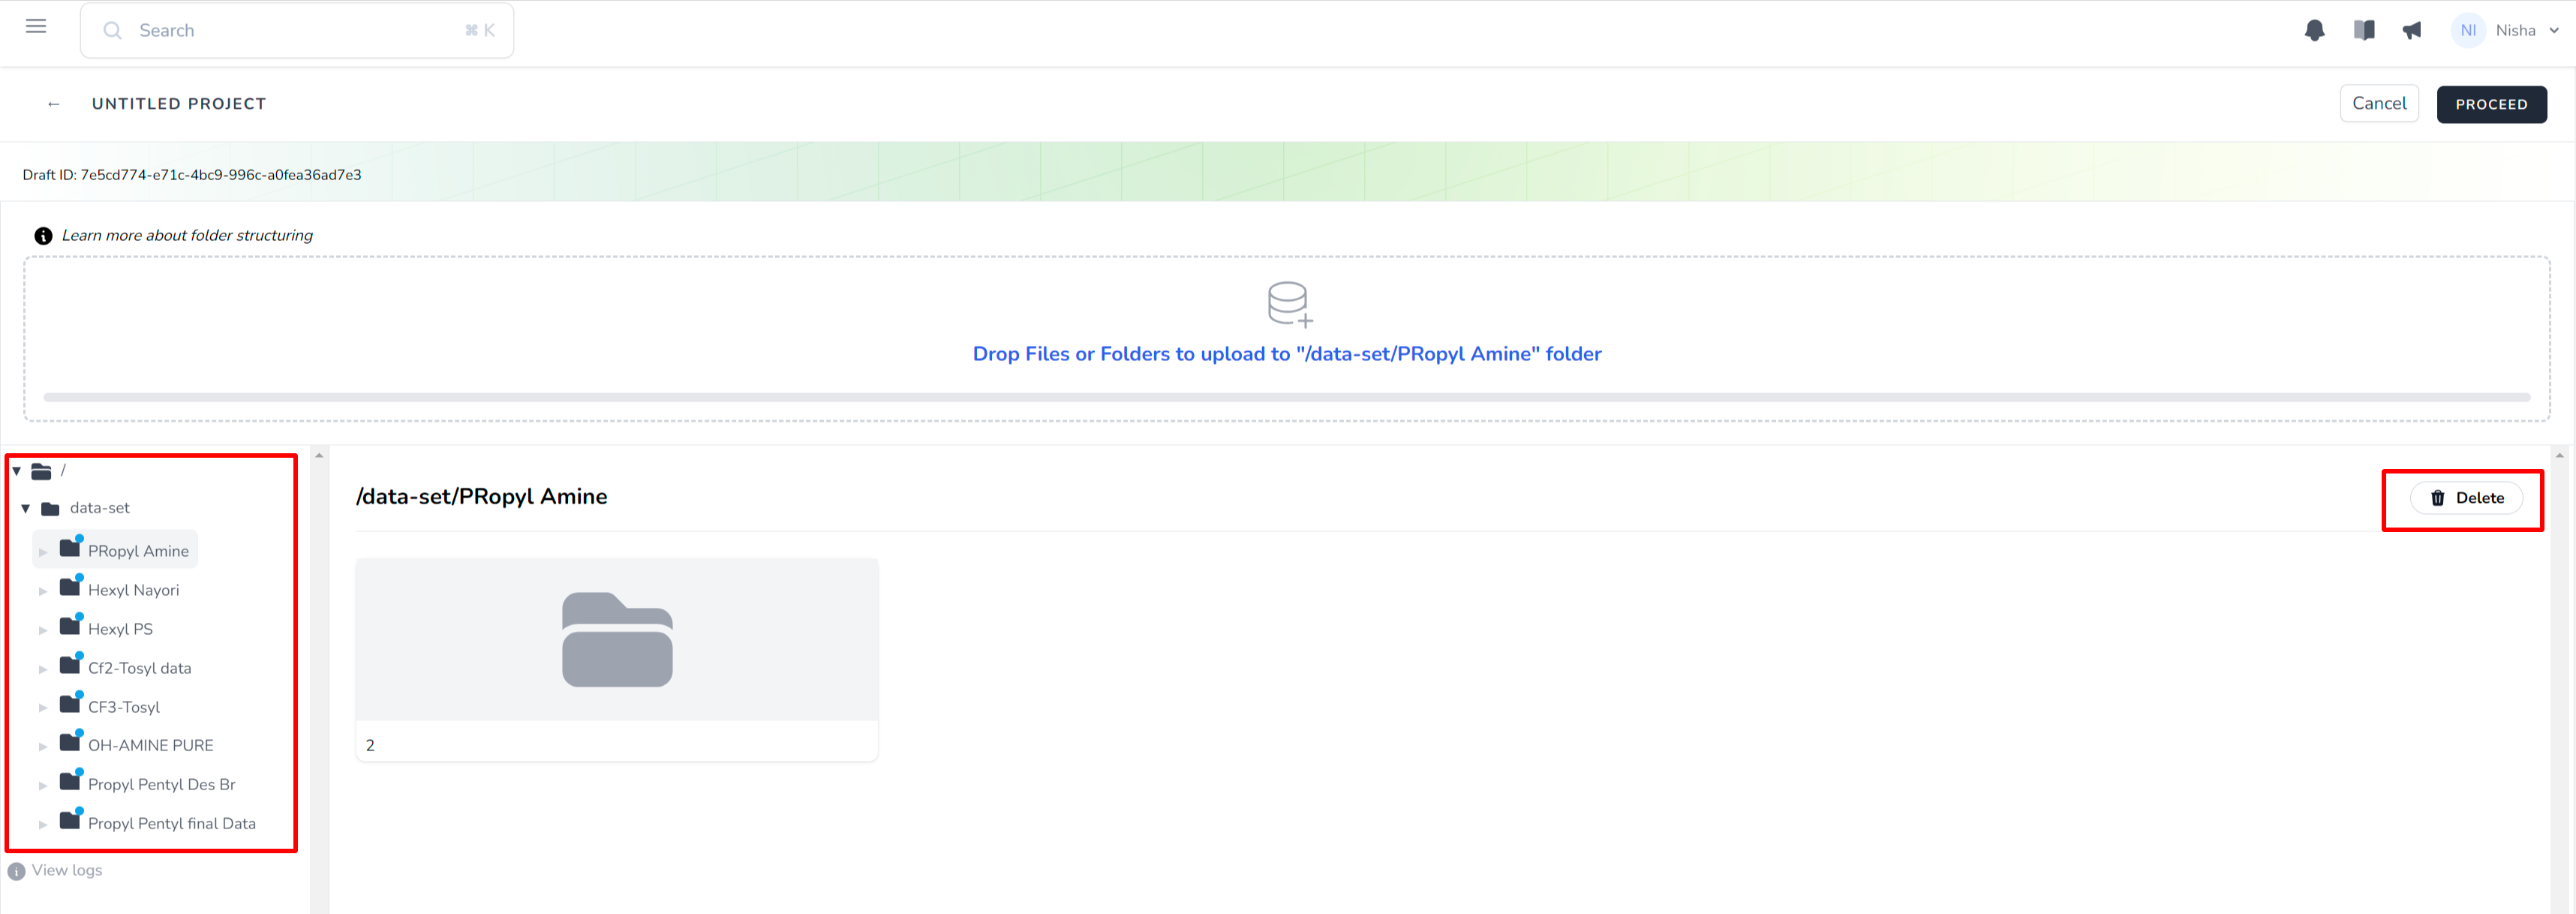 Search ⌘ K
NI Nisha
← UNTITLED PROJECT
Cancel PROCEED
Draft ID: 7e5cd774-e71c-4bc9-996c-a0fea36ad7e3
Learn more about folder structuring
Drop Files or Folders to upload to "/data-set/PRopyl Amine" folder
/
data-set
PRopyl Amine
Hexyl Nayori
Hexyl PS
Cf2-Tosyl data
CF3-Tosyl
OH-AMINE PURE
Propyl Pentyl Des Br
Propyl Pentyl final Data
View logs
/data-set/PRopyl Amine
Delete
2